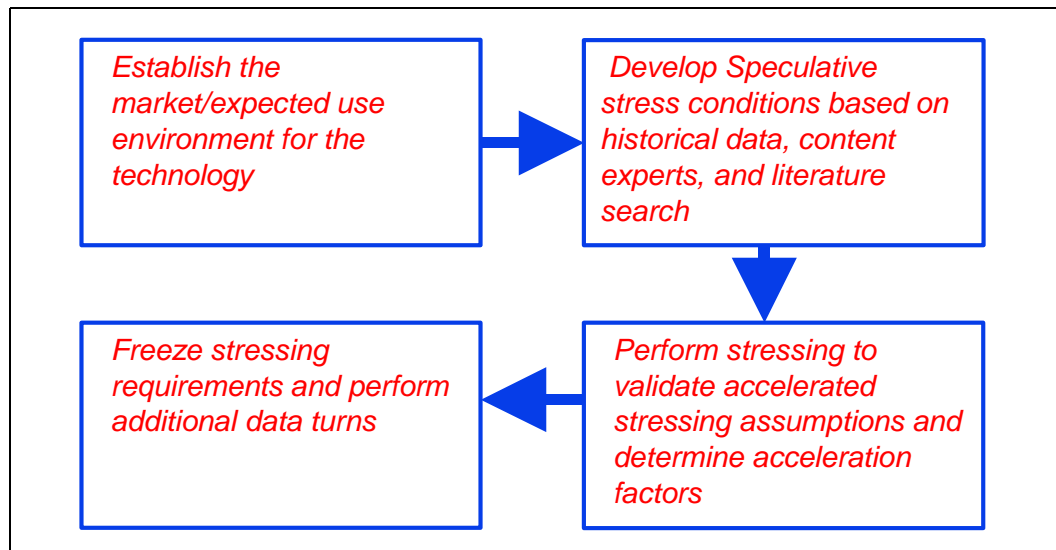 Establish the
market/expected use
environment for the
technology
Develop Speculative
stress conditions based on
historical data, content
experts, and literature
search
Perform stressing to
validate accelerated
stressing assumptions and
determine acceleration
factors
Freeze stressing
requirements and perform
additional data turns